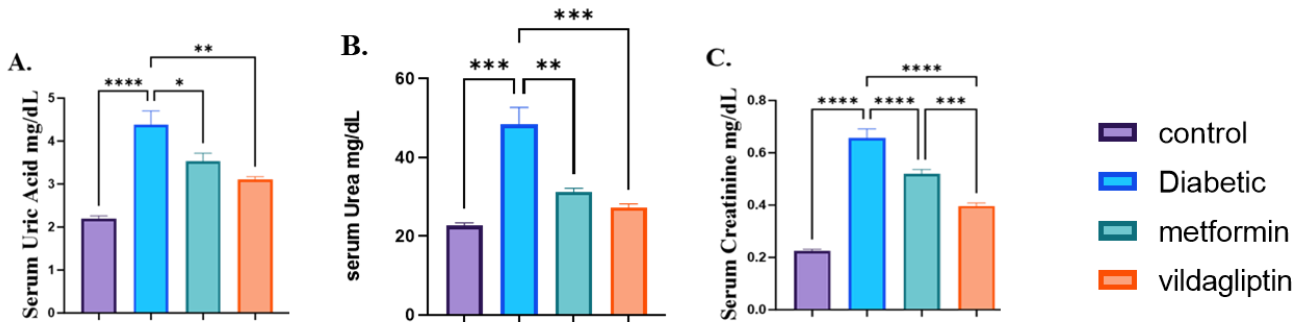 A.
Serum Uric Acid mg/dL
5
4
3
2
1
0
****
*
**
B.
serum Urea mg/dL
60
40
20
0
***
**
***
C.
Serum Creatinine mg/dL
0.8
0.6
0.4
0.2
0.0
****
****
****
***
control
Diabetic
metformin
vildagliptin